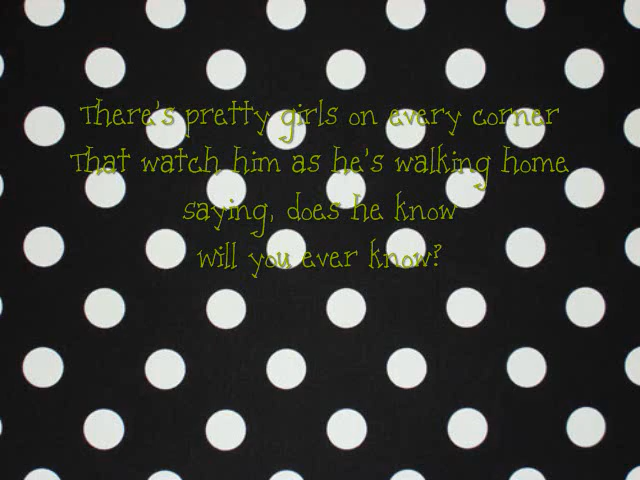 There's pretty girls on every corner
That watch him as he's walking home
saying, does he know
will you ever know?